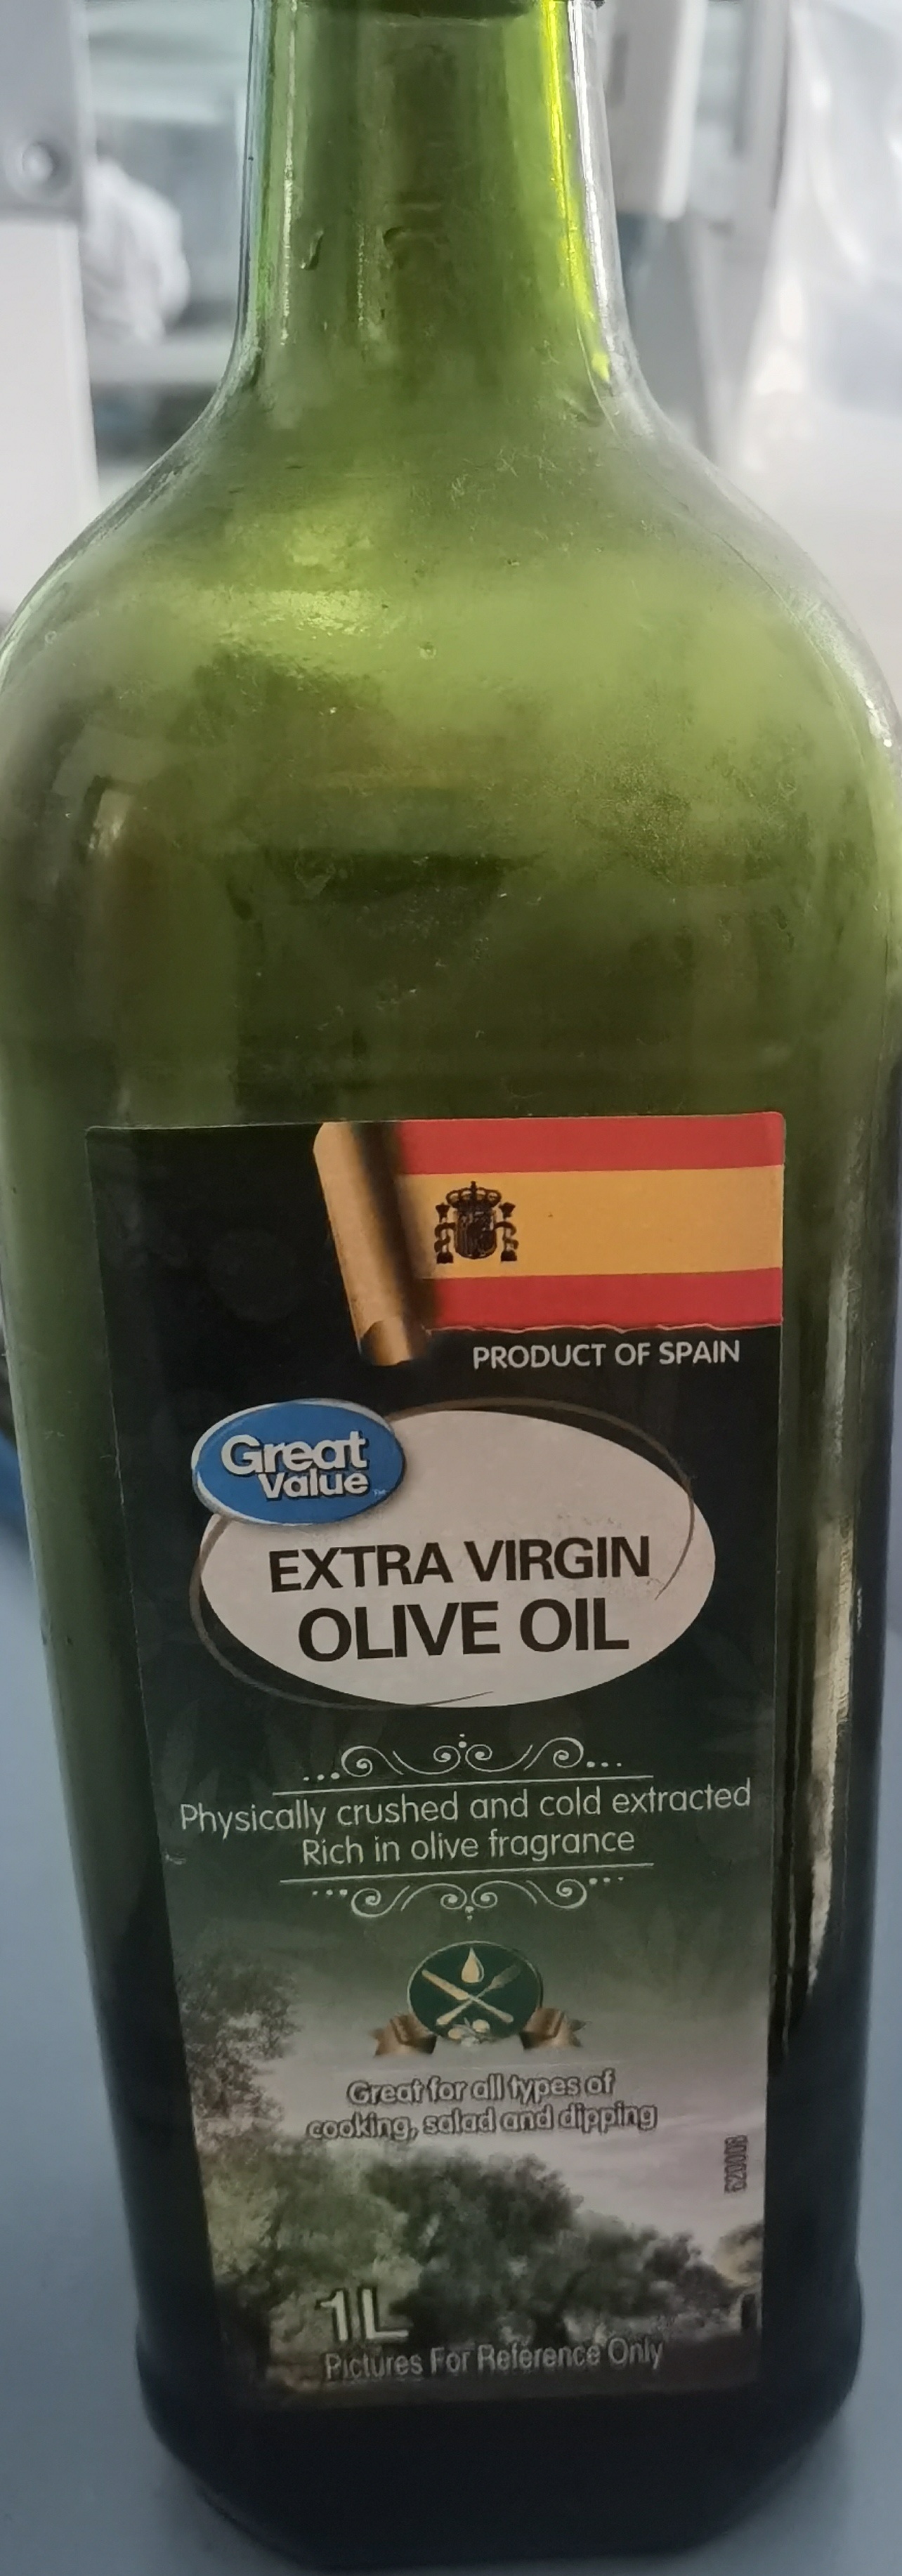 PRODUCT OF SPAIN
Great
Value
EXTRA VIRGIN
OLIVE OIL
Physically crushed and cold extracted
Rich in olive fragrance
Great for all types of
cooking, salad and dipping
1L
Pictures For Reference Only